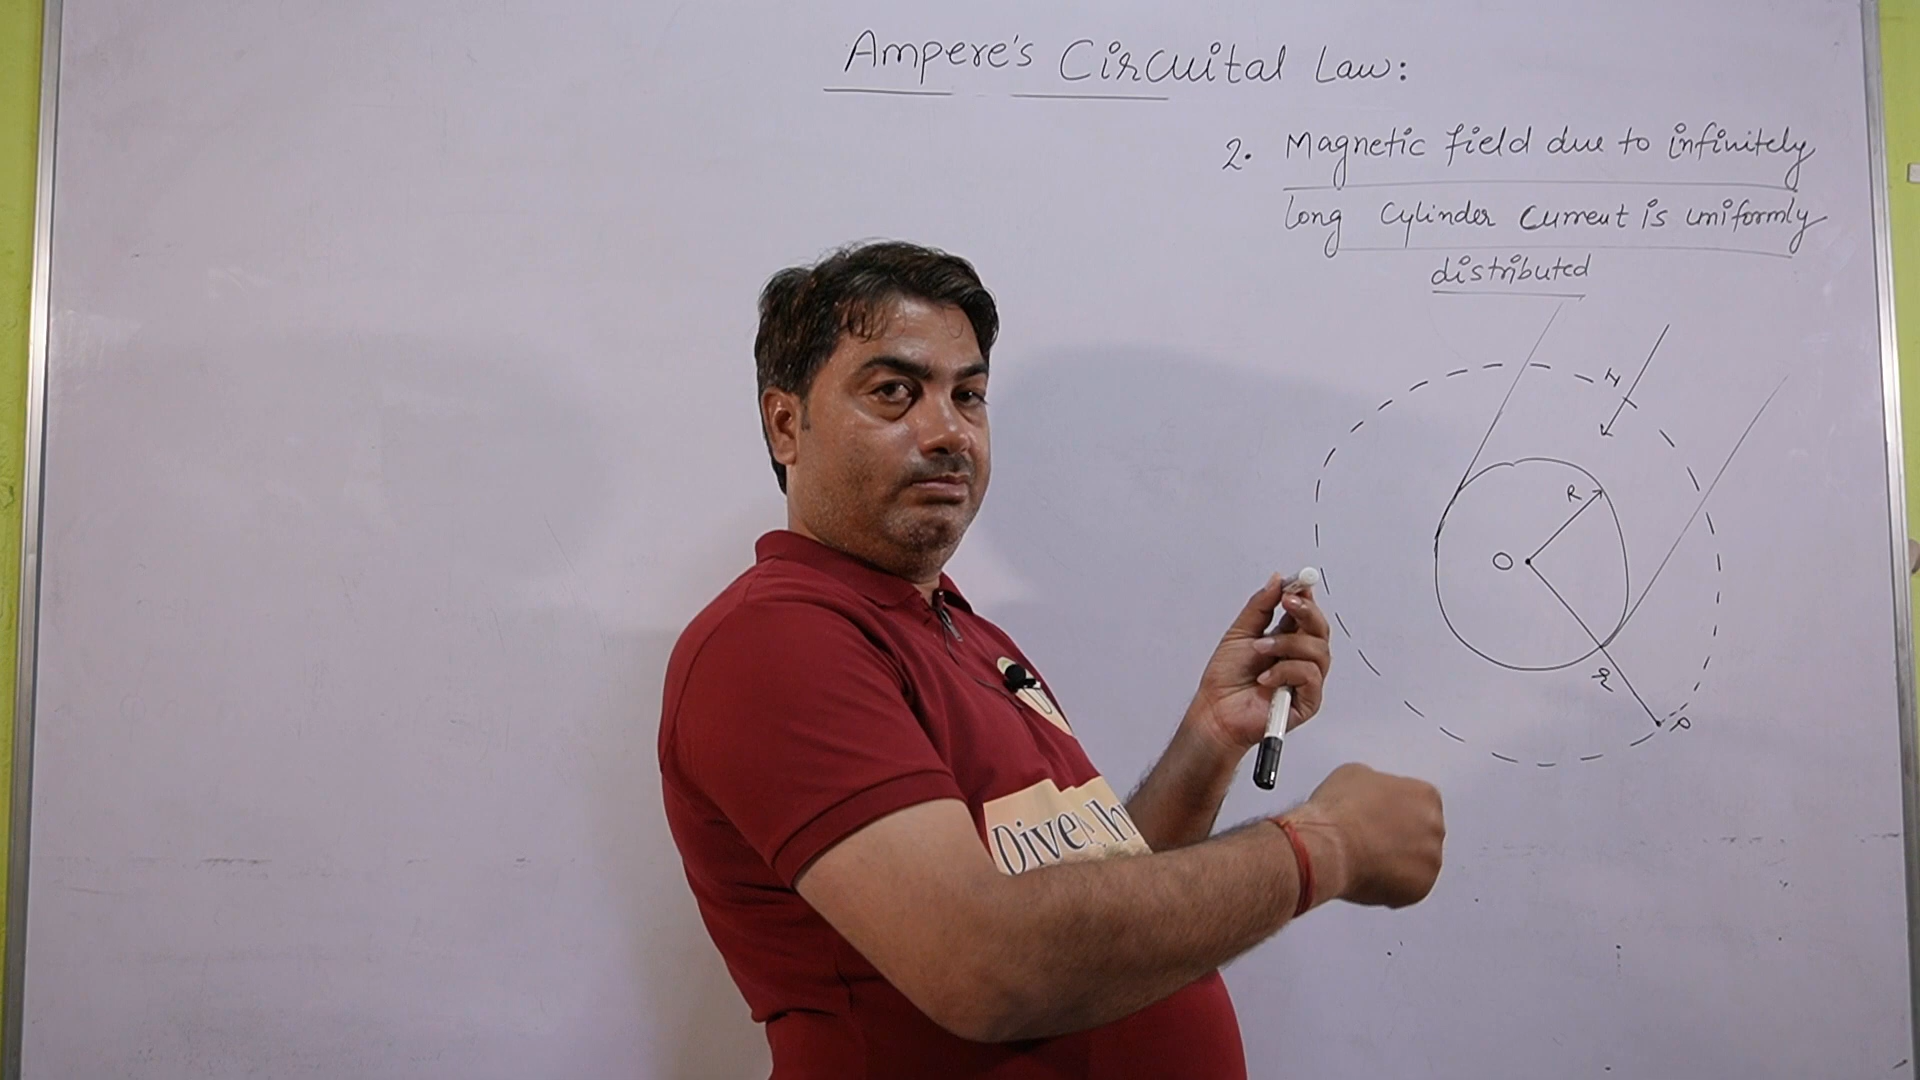 Ampere's Circuital Law:
2. Magnetic field due to infinitely
long Cylinder Current is uniformly
distributed
I
R
O
r
P